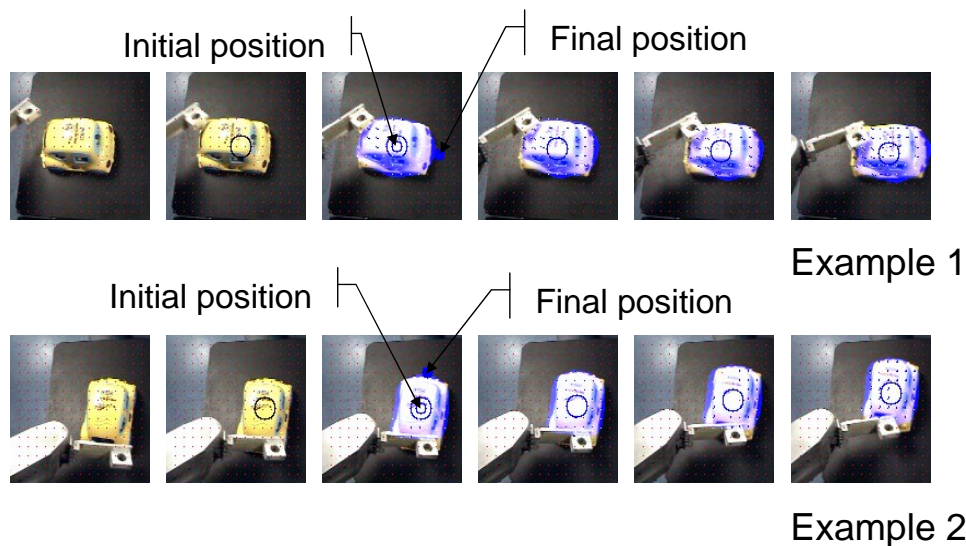 Initial position
Final position
Example 1
Initial position
Final position
Example 2